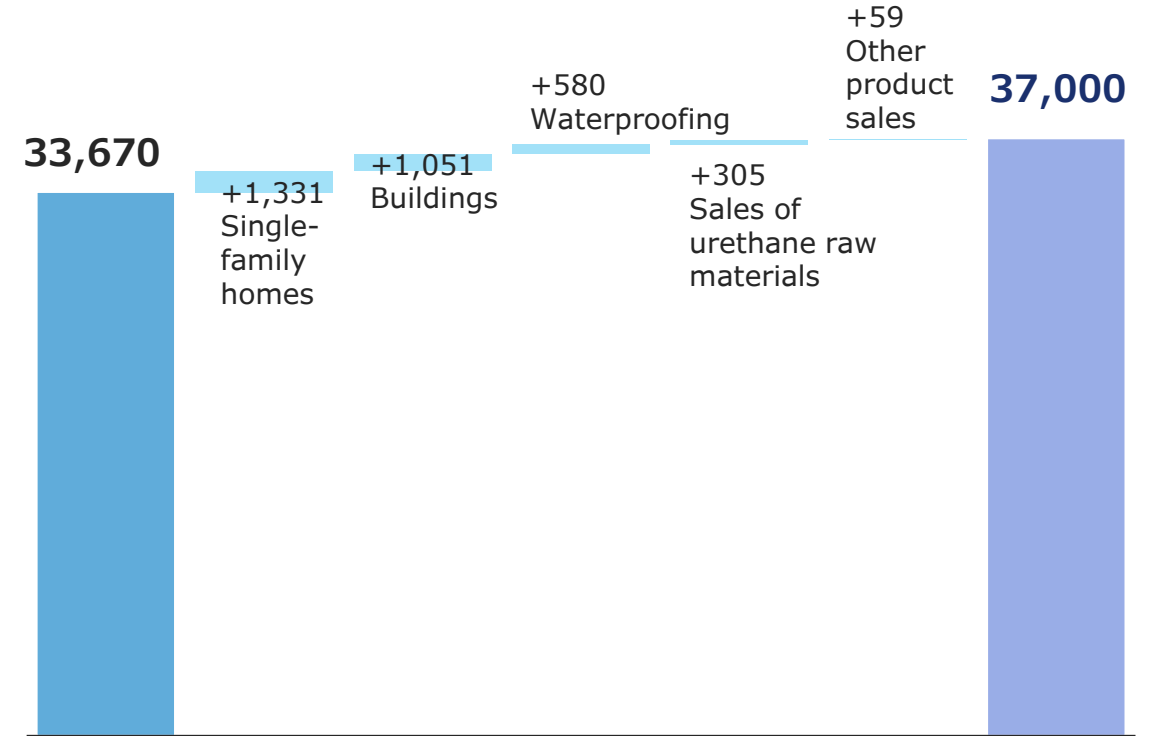 33,670
+1,331
Single-
family
homes
+1,051
Buildings
+580
Waterproofing
+305
Sales of
urethane raw
materials
+59
Other
product
sales
37,000